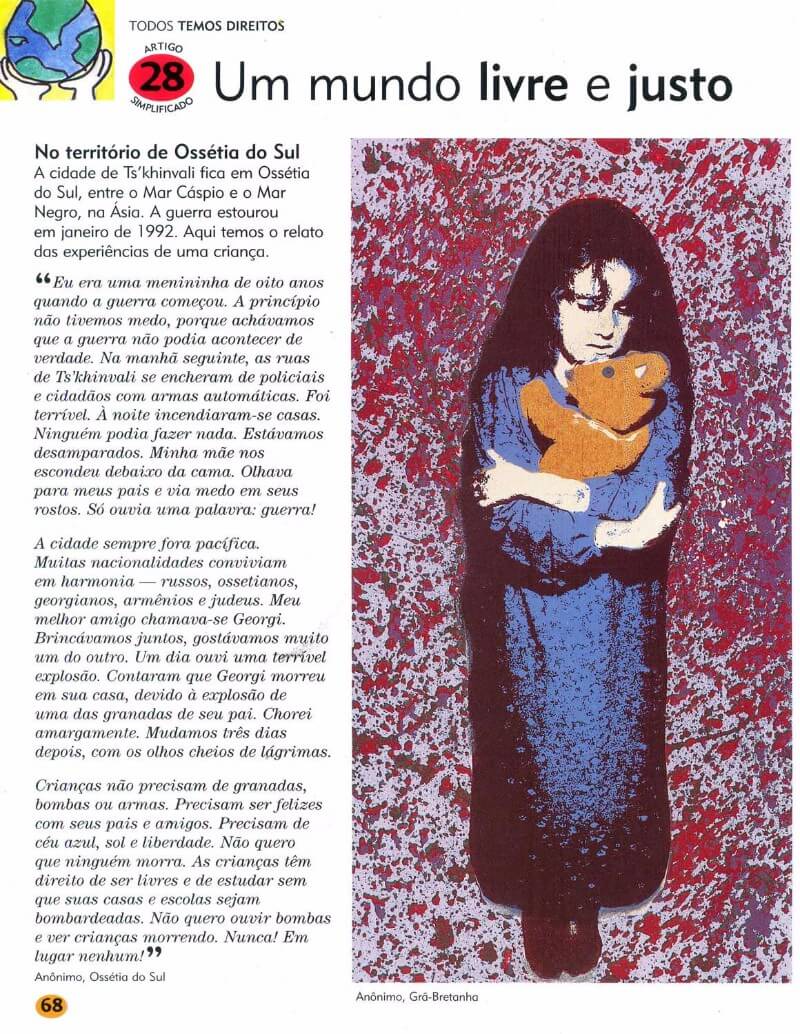 TODOS TEMOS DIREITOS
ARTIGO
28
SIMPLIFICADO
Um mundo livre e justo
No território de Ossétia do Sul
A cidade de Ts'khinvali fica em Ossétia
do Sul, entre o Mar Cáspio e o Mar
Negro, na Ásia. A guerra estourou
em janeiro de 1992. Aqui temos o relato
das experiências de uma criança.
“Eu era uma menininha de oito anos
quando a guerra começou. A princípio
não tivemos medo, porque achávamos
que a guerra não podia acontecer de
verdade. Na manhã seguinte, as ruas
de Ts'khinvali se encheram de policiais
e cidadãos com armas automáticas. Foi
terrível. À noite incendiaram-se casas.
Ninguém podia fazer nada. Estávamos
desamparados. Minha mãe nos
escondeu debaixo da cama. Olhava
para meus pais e via medo em seus
rostos. Só ouvia uma palavra: guerra!
A cidade sempre fora pacífica.
Muitas nacionalidades conviviam
em harmonia — russos, ossetianos,
georgianos, armênios e judeus. Meu
melhor amigo chamava-se Georgi.
Brincávamos juntos, gostávamos muito
um do outro. Um dia ouvi uma terrível
explosão. Contaram que Georgi morreu
em sua casa, devido à explosão de
uma das granadas de seu pai. Chorei
amargamente. Mudamos três dias
depois, com os olhos cheios de lágrimas.
Crianças não precisam de granadas,
bombas ou armas. Precisam ser felizes
com seus pais e amigos. Precisam de
céu azul, sol e liberdade. Não quero
que ninguém morra. As crianças têm
direito de ser livres e de estudar sem
que suas casas e escolas sejam
bombardeadas. Não quero ouvir bombas
e ver crianças morrendo. Nunca! Em
lugar nenhum!”
Anônimo, Ossétia do Sul
68
Anônimo, Grã-Bretanha